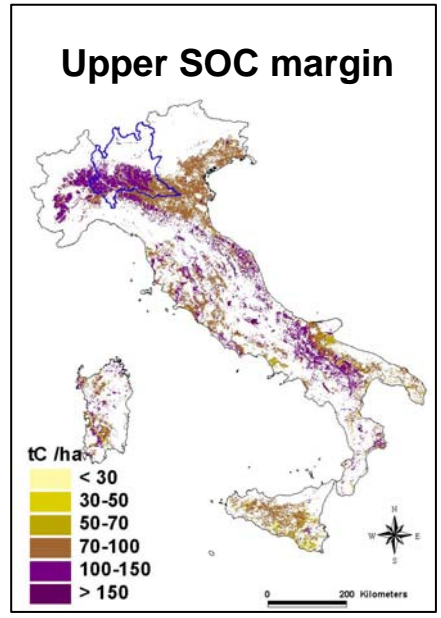 Upper SOC margin
tC /ha
< 30
30-50
50-70
70-100
100-150
> 150
N
W E
S
0 200 Kilometers